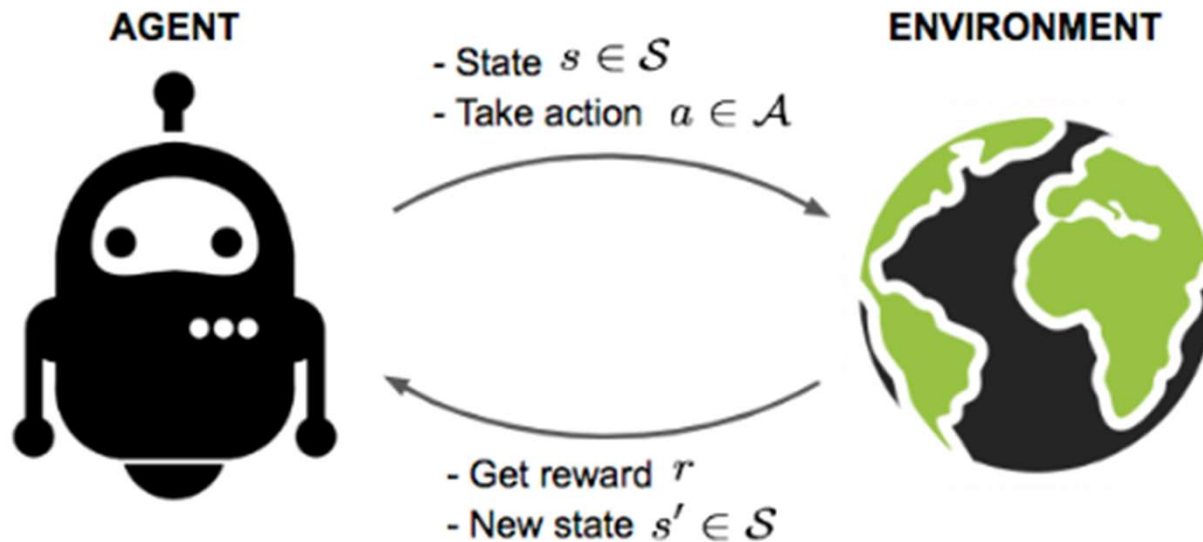 AGENT
ENVIRONMENT
- State s ∈ 𝒮
- Take action a ∈ 𝒜
- Get reward r
- New state s′ ∈ 𝒮